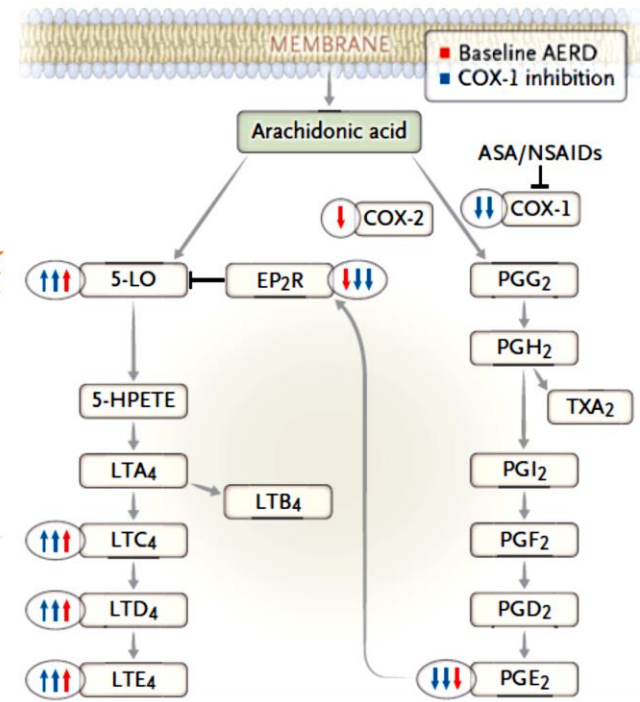 MEMBRANE
Baseline AERD
COX-1 inhibition
Arachidonic acid
ASA/NSAIDs
COX-2
COX-1
5-LO
EP2R
PGG2
PGH2
5-HPETE
TXA2
LTA4
PGI2
LTB4
LTC4
PGF2
LTD4
PGD2
LTE4
PGE2